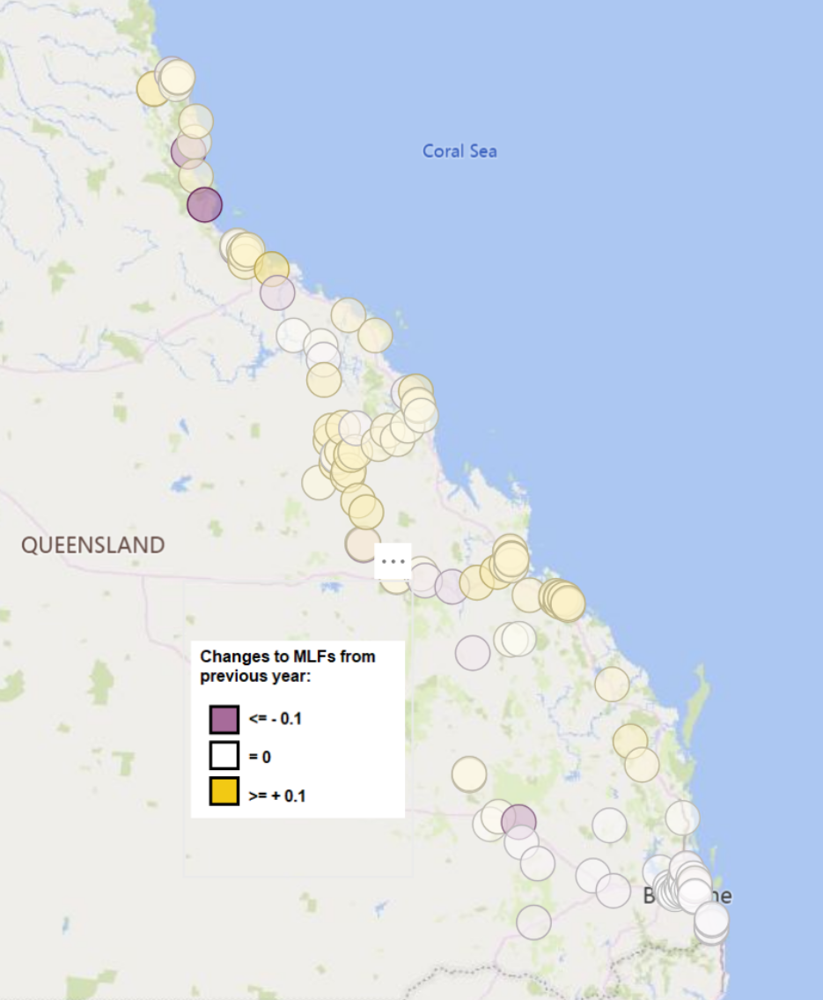 Coral Sea
QUEENSLAND
...
Changes to MLFs from
previous year:
<= - 0.1
= 0
>= + 0.1